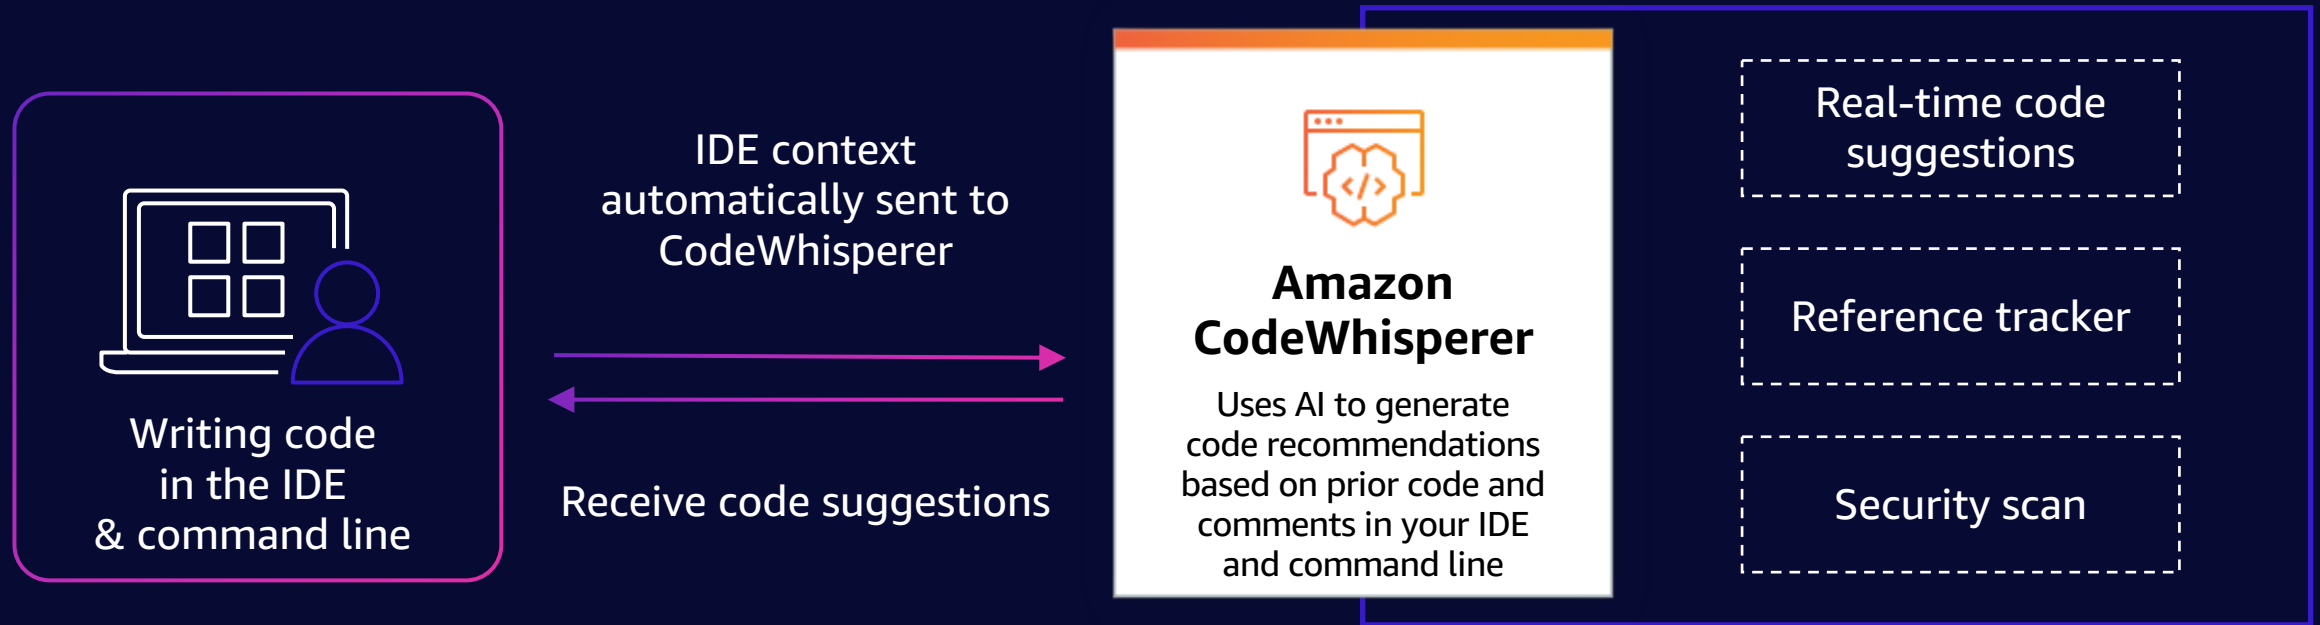 Writing code
in the IDE
& command line
IDE context
automatically sent to
CodeWhisperer
Receive code suggestions
</>
Amazon
CodeWhisperer
Uses AI to generate
code recommendations
based on prior code and
comments in your IDE
and command line
Real-time code
suggestions
Reference tracker
Security scan